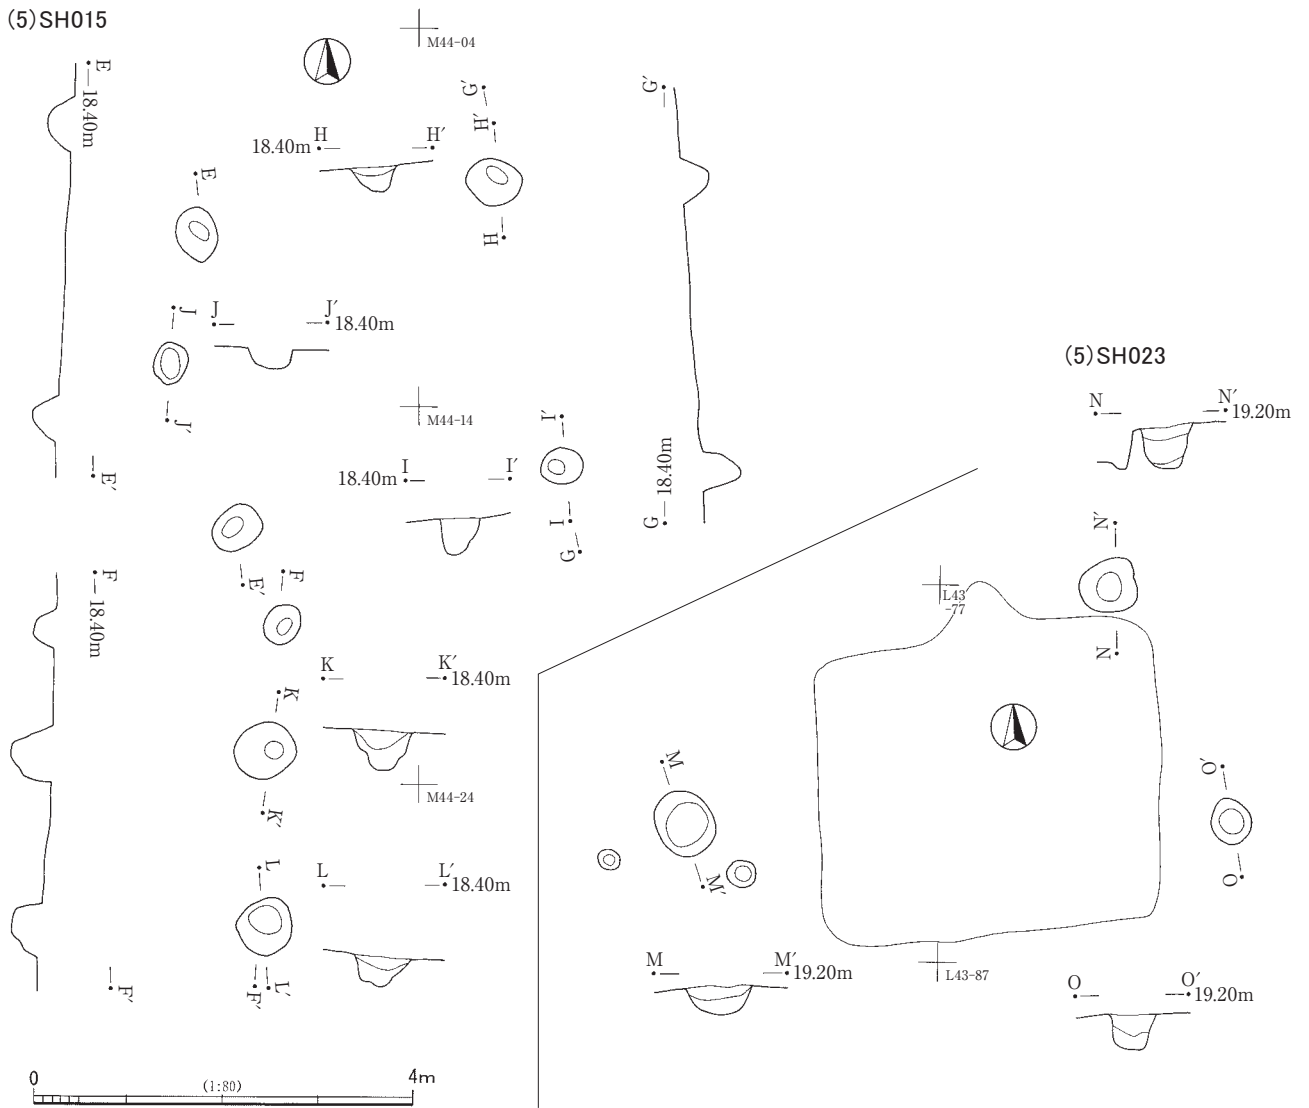 (5)SH015
M44-04
E
18.40m
G′
H′
18.40m
H
H′
G′
E
H
J
J
J′
18.40m
(5)SH023
N
N′
19.20m
M44-14
J′
I′
E′
18.40m
I
I′
18.40m
I
G
G
N′
E′
F
F
18.40m
L43
-77
N
K
K′
18.40m
K
M
O′
M44-24
K′
L
L
L′
18.40m
M′
O
F′
F′
L′
M
M′
19.20m
L43-87
O
O′
19.20m
0
(1:80)
4m